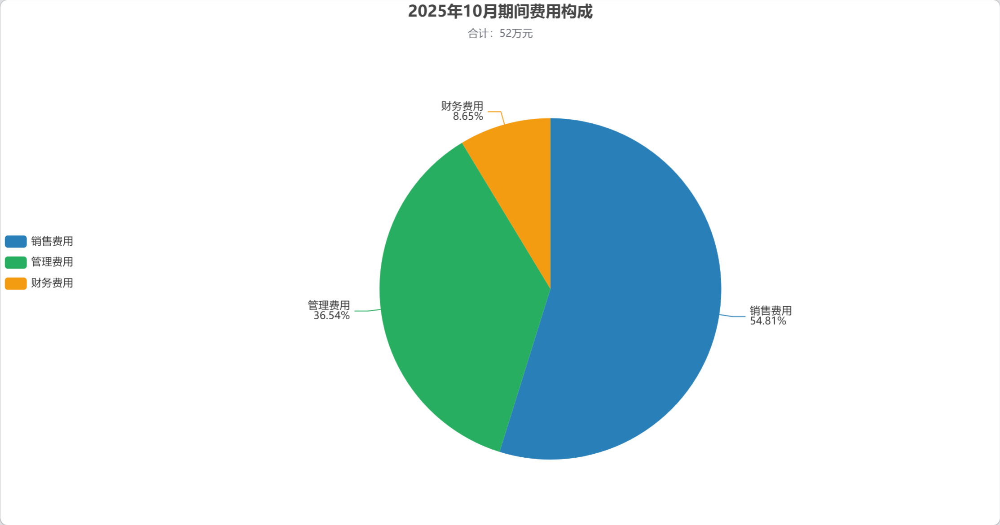 2025年10月期间费用构成
合计：52万元
财务费用
8.65%
销售费用
管理费用
财务费用
管理费用
36.54%
销售费用
54.81%